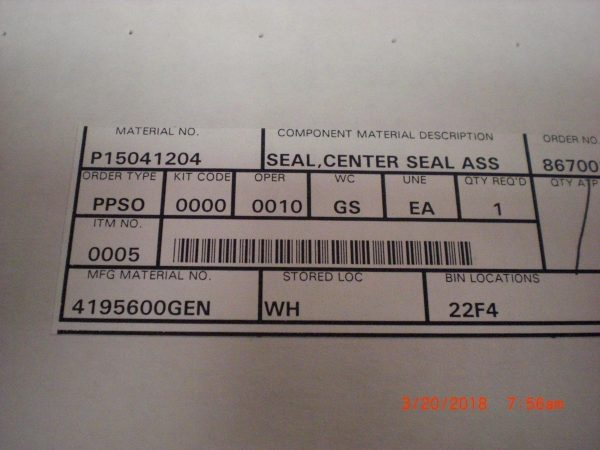 MATERIAL NO. COMPONENT MATERIAL DESCRIPTION ORDER NO.
P15041204 SEAL,CENTER SEAL ASS 86700
ORDER TYPE KIT CODE OPER WC UNE QTY REQ'D QTY ATP
PPSO 0000 0010 GS EA 1
ITM NO.
0005
MFG MATERIAL NO. STORED LOC BIN LOCATIONS
4195600GEN WH 22F4
3/20/2018 7:56am